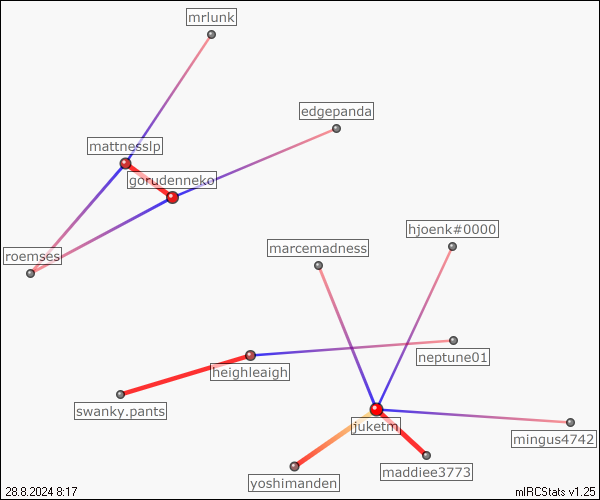 mrlunk
edgepanda
mattnesslp
gorudenneko
hjoenk#0000
marcemadness
roemses
neptune01
heighleaigh
swanky.pants
juketm
mingus4742
maddiee3773
yoshimanden
28.8.2024 8:17
mIRCStats v1.25